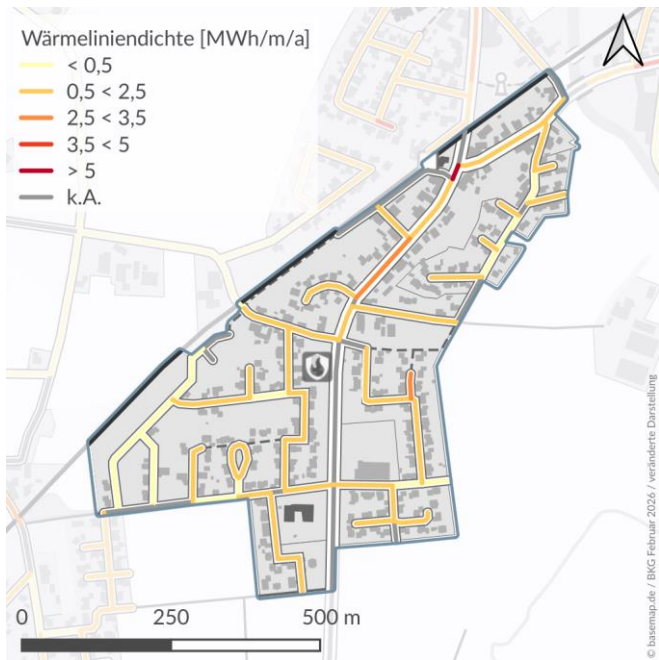 Wärmeliniendichte [MWh/m/a]
< 0,5
0,5 < 2,5
2,5 < 3,5
3,5 < 5
> 5
k.A.
0 250 500 m
© basemap.de / BKG Februar 2026 / veränderte Darstellung